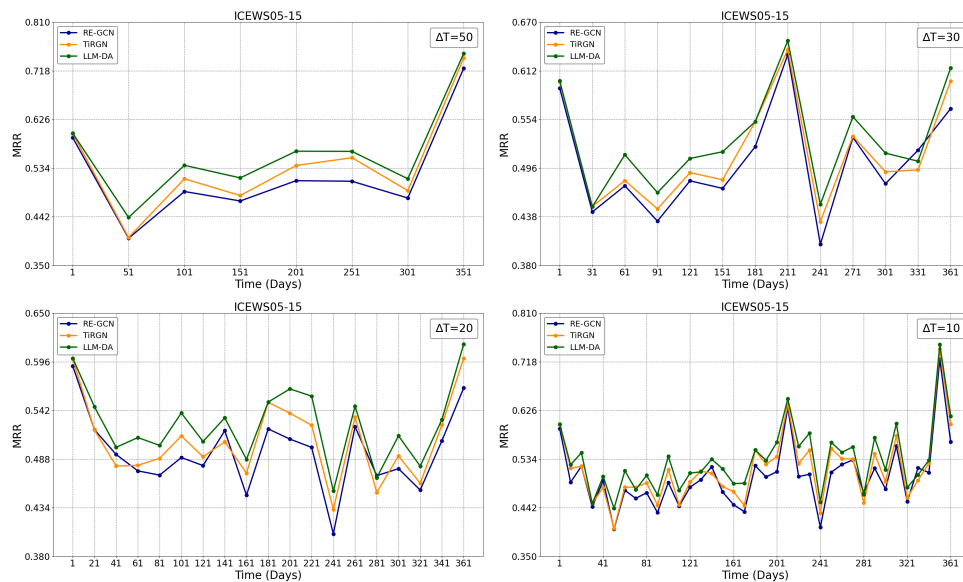 ICEWS05-15
0.810
0.718
0.626
0.534
0.442
0.350
MRR
RE-GCN
TiRGN
LLM-DA
ΔT=50
1 51 101 151 201 251 301 351
Time (Days)
ICEWS05-15
0.670
0.612
0.554
0.496
0.438
0.380
MRR
RE-GCN
TiRGN
LLM-DA
ΔT=30
1 31 61 91 121 151 181 211 241 271 301 331 361
Time (Days)
ICEWS05-15
0.650
0.596
0.542
0.488
0.434
0.380
MRR
RE-GCN
TiRGN
LLM-DA
ΔT=20
1 21 41 61 81 101 121 141 161 181 201 221 241 261 281 301 321 341 361
Time (Days)
ICEWS05-15
0.810
0.718
0.626
0.534
0.442
0.350
MRR
RE-GCN
TiRGN
LLM-DA
ΔT=10
1 41 81 121 161 201 241 281 321 361
Time (Days)